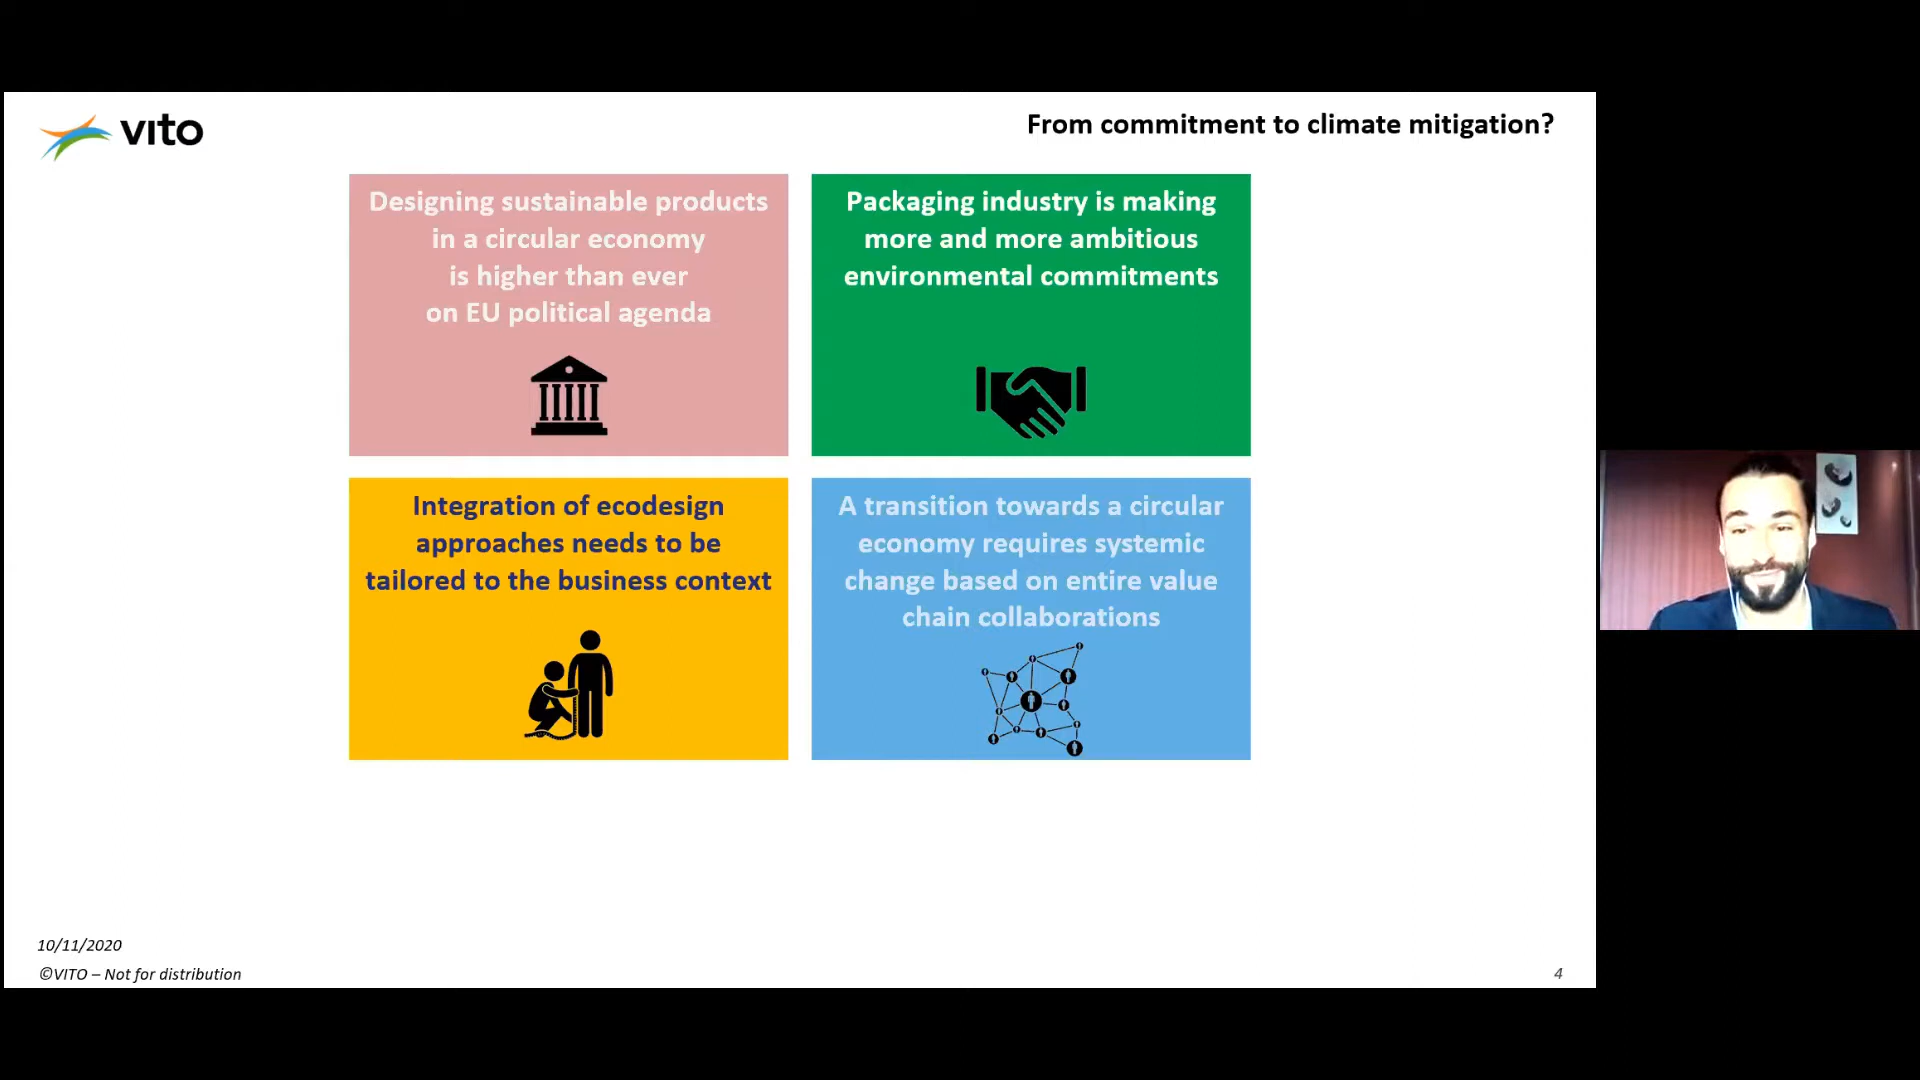 vito
From commitment to climate mitigation?
Designing sustainable products
in a circular economy
is higher than ever
on EU political agenda
Packaging industry is making
more and more ambitious
environmental commitments
Integration of ecodesign
approaches needs to be
tailored to the business context
A transition towards a circular
economy requires systemic
change based on entire value
chain collaborations
10/11/2020
©VITO – Not for distribution
4